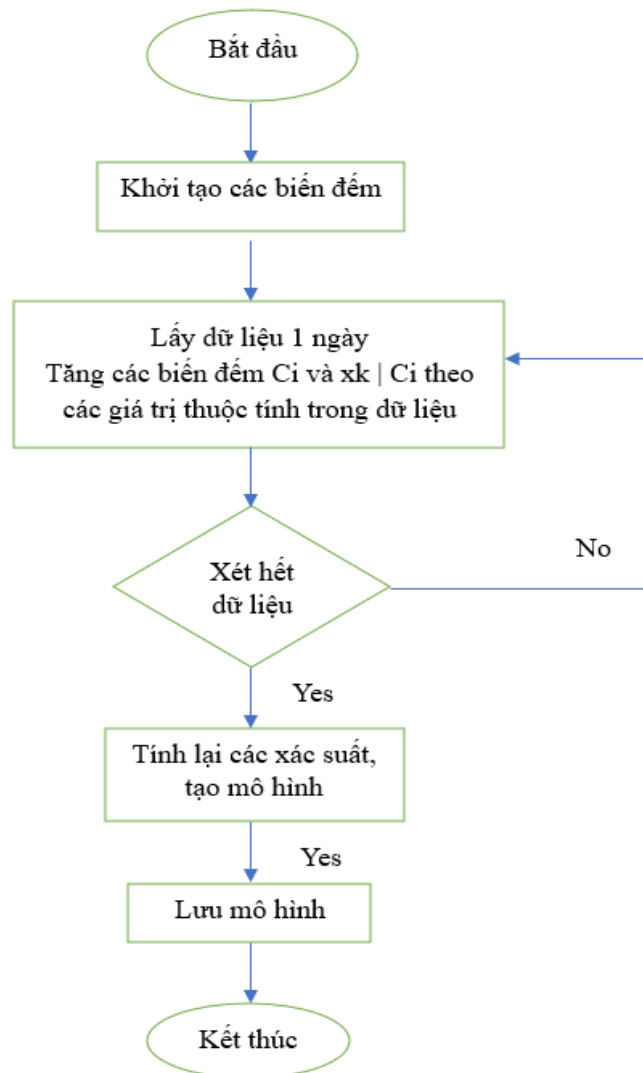 Bắt đầu
Khởi tạo các biến đếm
Lấy dữ liệu 1 ngày
Tăng các biến đếm Ci và xk | Ci theo
các giá trị thuộc tính trong dữ liệu
Xét hết
dữ liệu
No
Yes
Tính lại các xác suất,
tạo mô hình
Yes
Lưu mô hình
Kết thúc